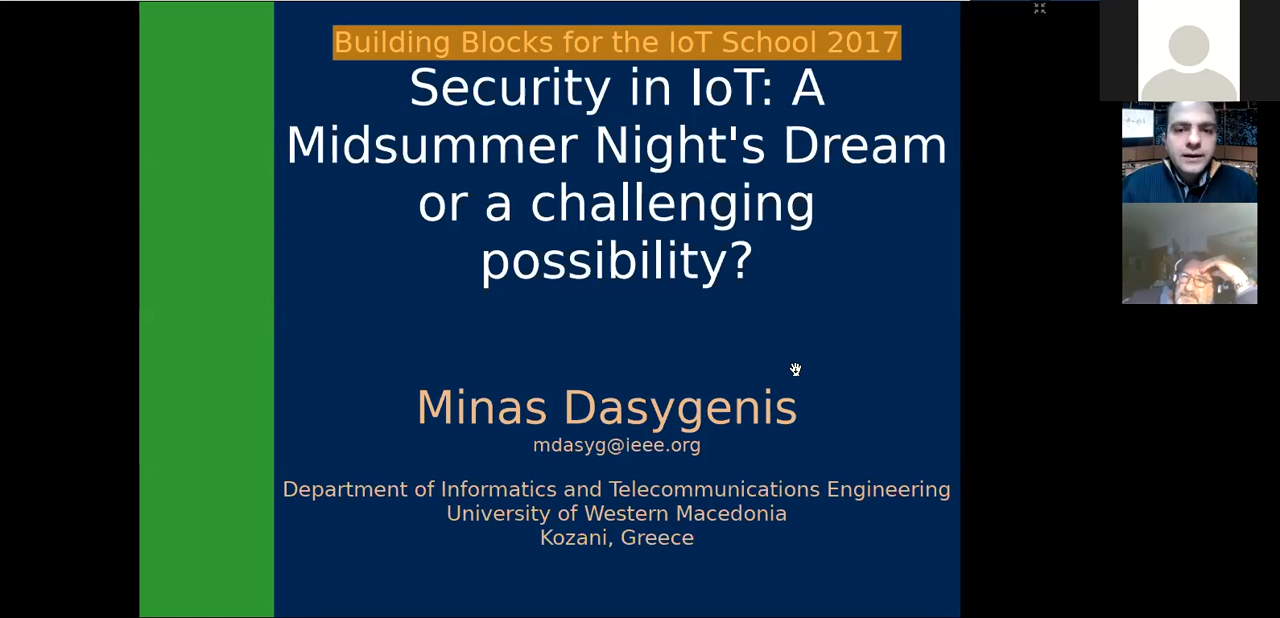 Building Blocks for the IoT School 2017
Security in IoT: A
Midsummer Night's Dream
or a challenging
possibility?
Minas Dasygenis
mdasyg@ieee.org
Department of Informatics and Telecommunications Engineering
University of Western Macedonia
Kozani, Greece